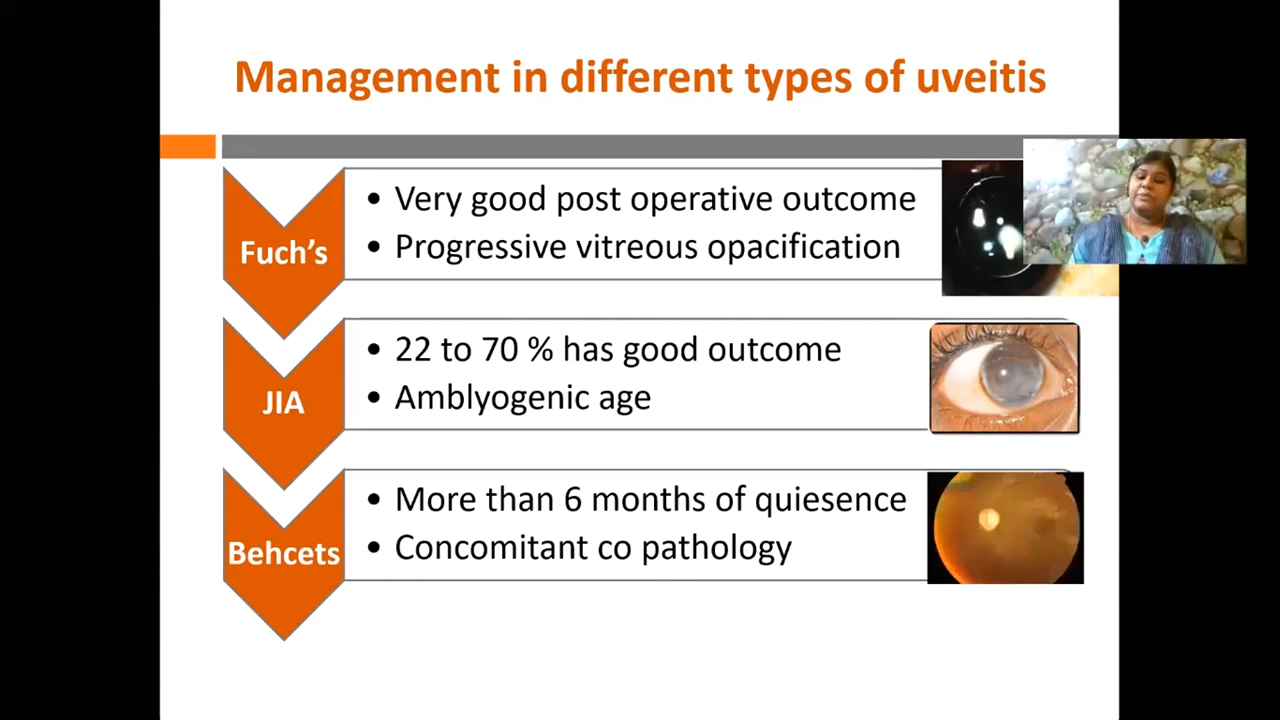 Management in different types of uveitis
Fuch's
• Very good post operative outcome
• Progressive vitreous opacification
JIA
• 22 to 70 % has good outcome
• Amblyogenic age
Behcets
• More than 6 months of quiesence
• Concomitant co pathology